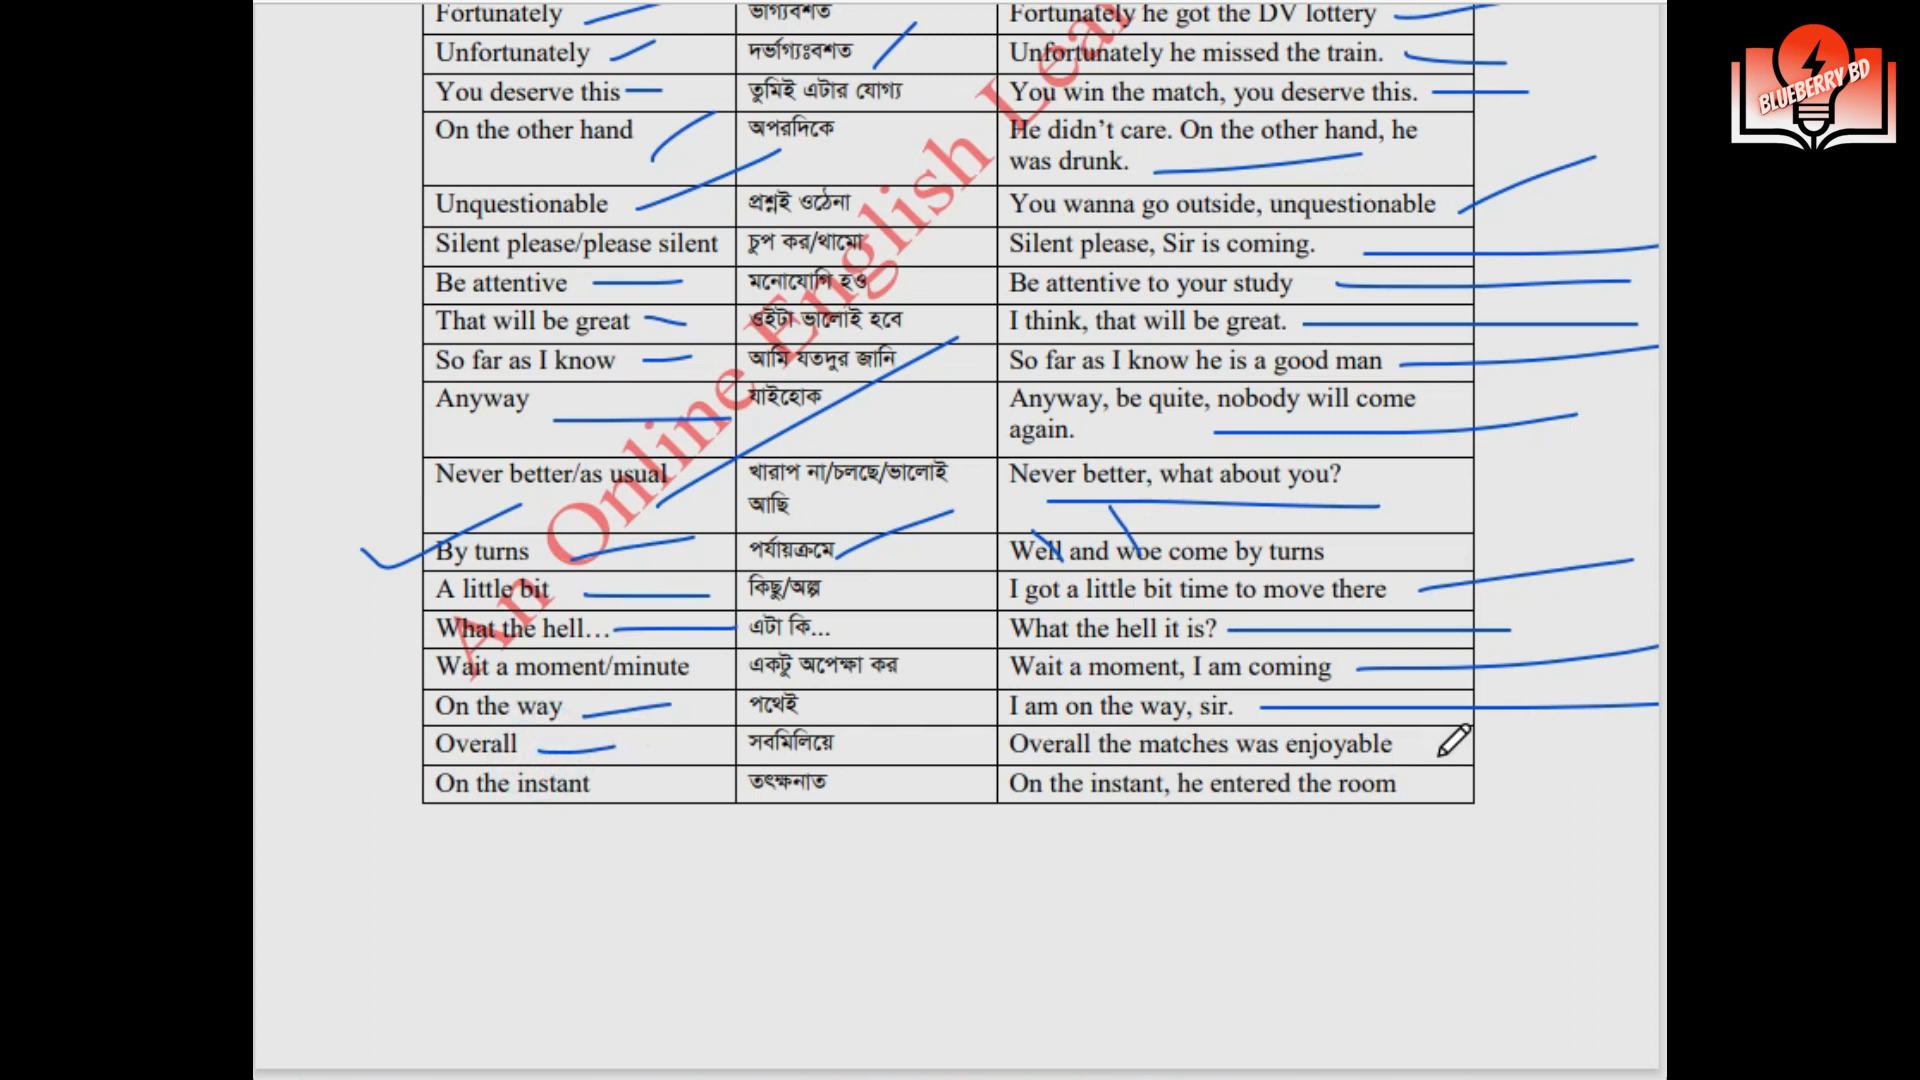 Fortunately ভাগ্যবশত Fortunately he got the DV lottery
Unfortunately দর্ভাগ্যঃবশত Unfortunately he missed the train.
You deserve this তুমিই এটার যোগ্য You win the match, you deserve this.
On the other hand অপরদিকে He didn't care. On the other hand, he
was drunk.
Unquestionable প্রশ্নই ওঠেনা You wanna go outside, unquestionable
Silent please/please silent চুপ কর/থামো Silent please, Sir is coming.
Be attentive মনোযোগি হও Be attentive to your study
That will be great ওইটা ভালোই হবে I think, that will be great.
So far as I know আমি যতদুর জানি So far as I know he is a good man
Anyway যাইহোক Anyway, be quite, nobody will come
again.
Never better/as usual খারাপ না/চলছে/ভালোই Never better, what about you?
আছি
By turns পর্যায়ক্রমে Well and woe come by turns
A little bit কিছু/অল্প I got a little bit time to move there
What the hell... এটা কি... What the hell it is?
Wait a moment/minute একটু অপেক্ষা কর Wait a moment, I am coming
On the way পথেই I am on the way, sir.
Overall সবমিলিয়ে Overall the matches was enjoyable
On the instant তৎক্ষনাত On the instant, he entered the room
An Online English Lear
BLUEBERRY BD